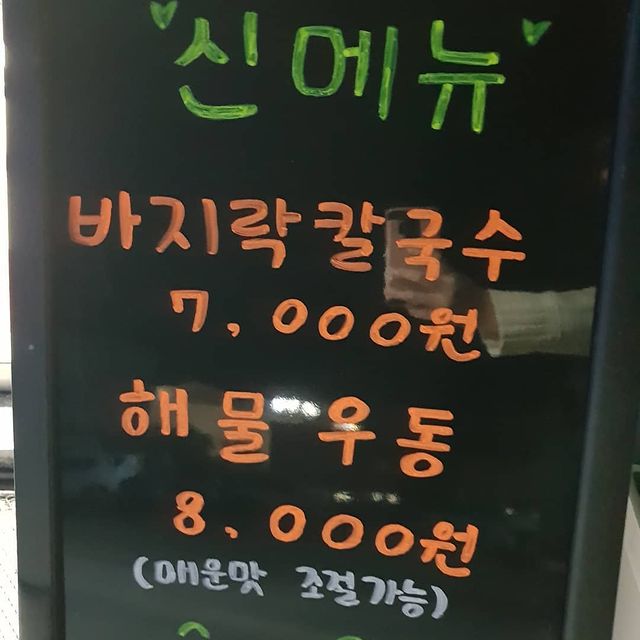 신메뉴
바지락칼국수
7,000원
해물우동
8,000원
(매운맛 조절가능)